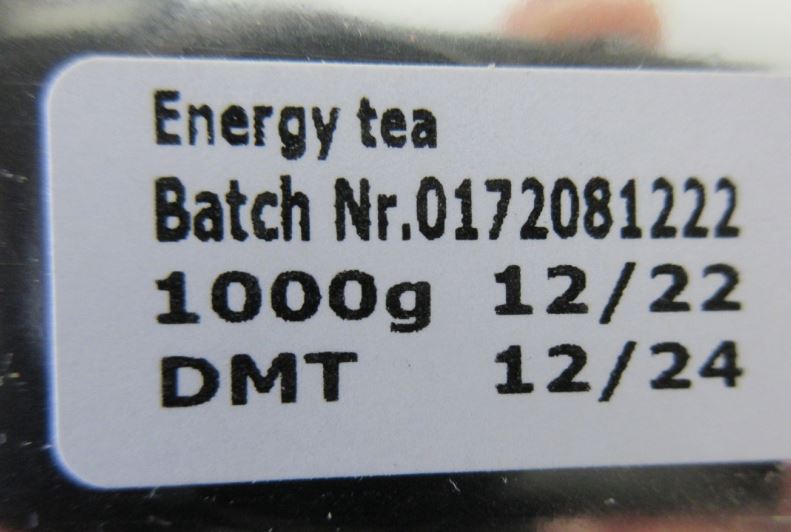 Energy tea
Batch Nr.0172081222
1000g 12/22
DMT 12/24